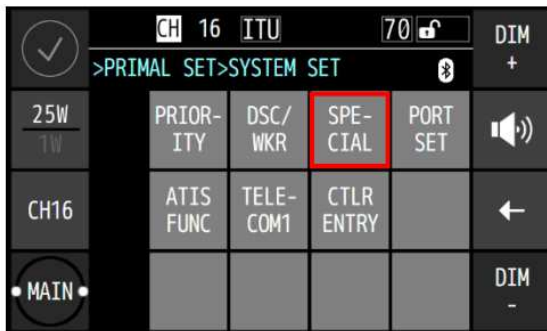 CH 16 ITU 70
DIM
+
>PRIMAL SET>SYSTEM SET
25W
1W
PRIOR-
ITY
DSC/
WKR
SPE-
CIAL
PORT
SET
CH16
ATIS
FUNC
TELE-
COM1
CTLR
ENTRY
MAIN
DIM
-